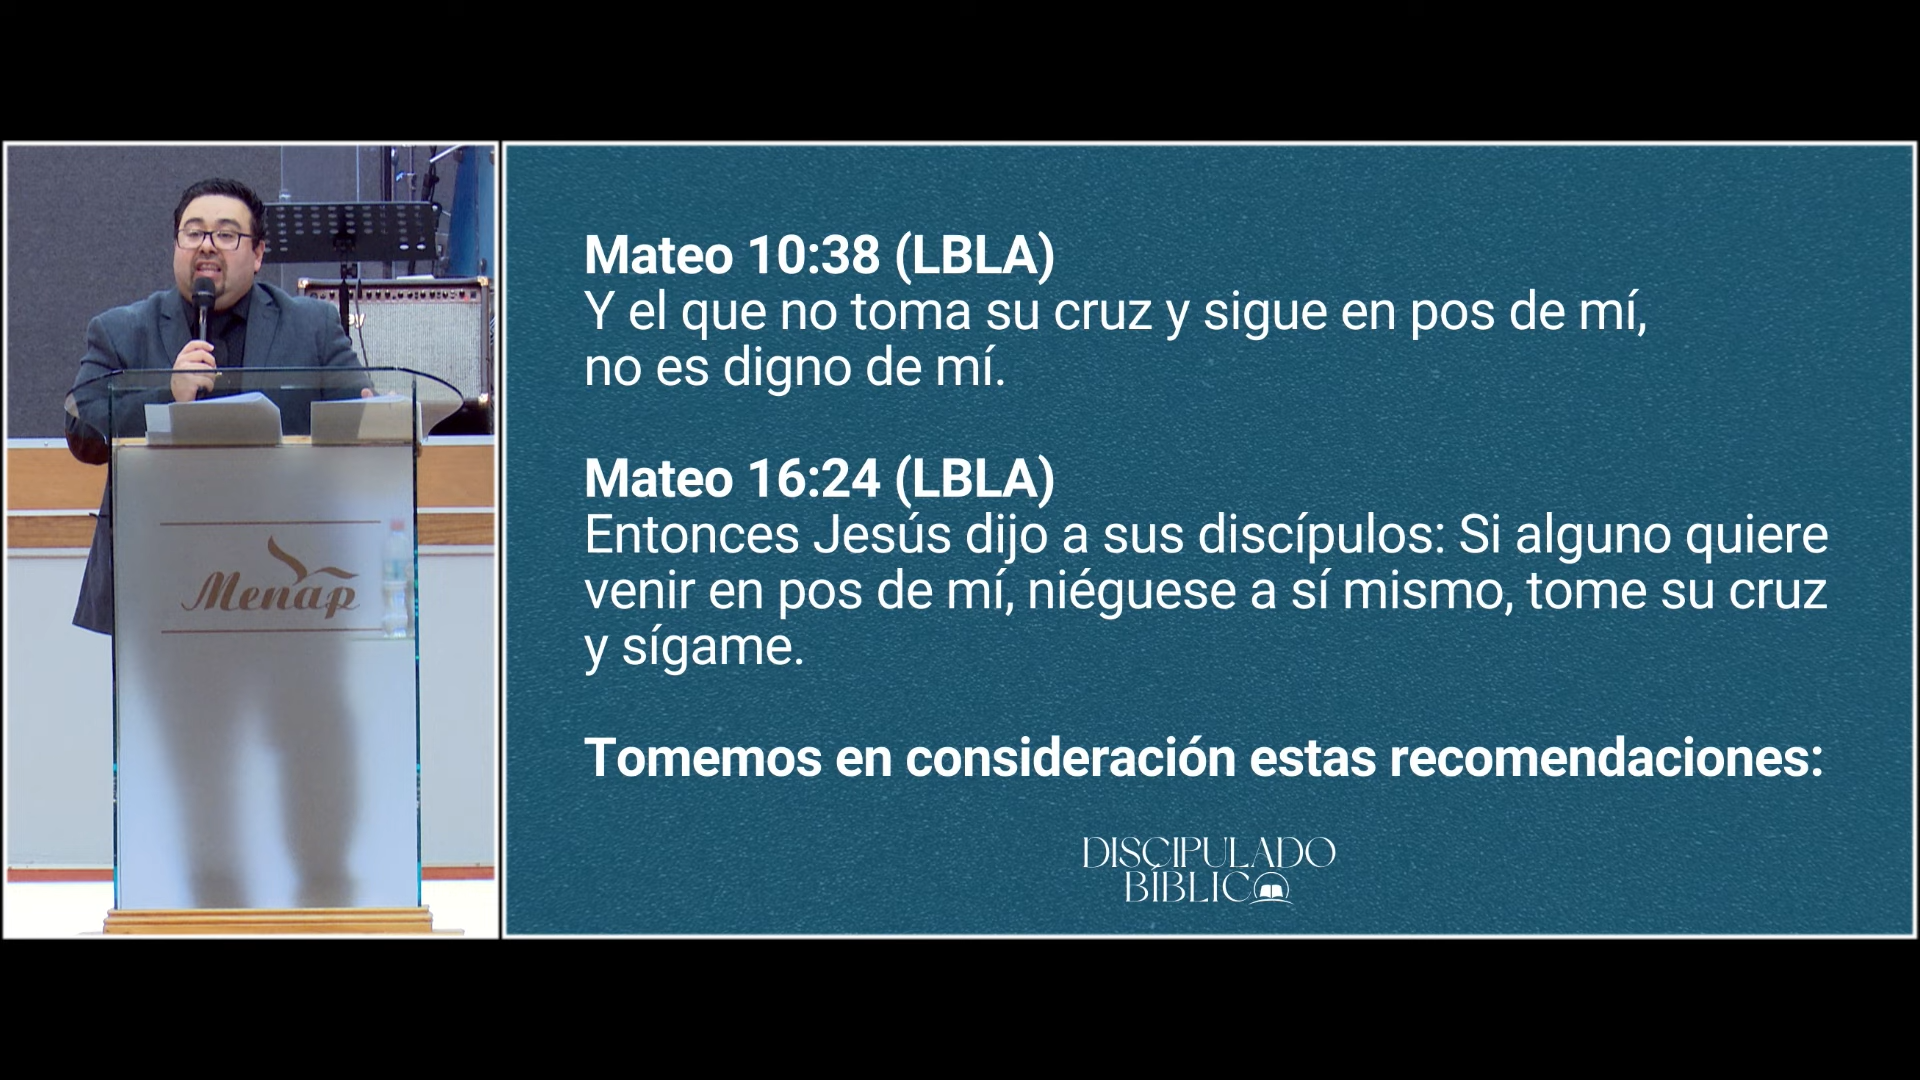 Menap
Mateo 10:38 (LBLA)
Y el que no toma su cruz y sigue en pos de mí,
no es digno de mí.
Mateo 16:24 (LBLA)
Entonces Jesús dijo a sus discípulos: Si alguno quiere
venir en pos de mí, niéguese a sí mismo, tome su cruz
y sígame.
Tomemos en consideración estas recomendaciones:
DISCIPULADO
BÍBLICO